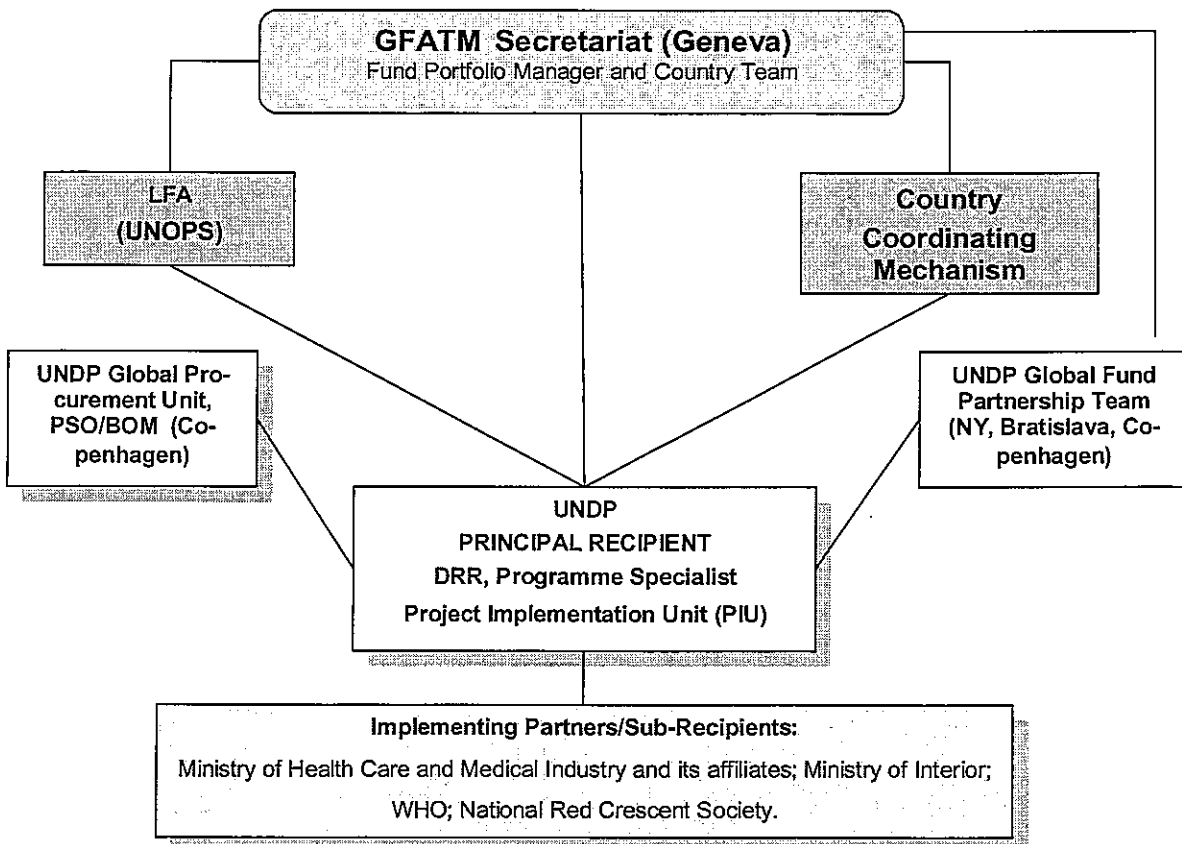 GFATM Secretariat (Geneva)
Fund Portfolio Manager and Country Team
LFA
(UNOPS)
Country
Coordinating
Mechanism
UNDP Global Pro-
curement Unit,
PSO/BOM (Co-
penhagen)
UNDP Global Fund
Partnership Team
(NY, Bratislava, Co-
penhagen)
UNDP
PRINCIPAL RECIPIENT
DRR, Programme Specialist
Project Implementation Unit (PIU)
Implementing Partners/Sub-Recipients:
Ministry of Health Care and Medical Industry and its affiliates; Ministry of Interior;
WHO; National Red Crescent Society.